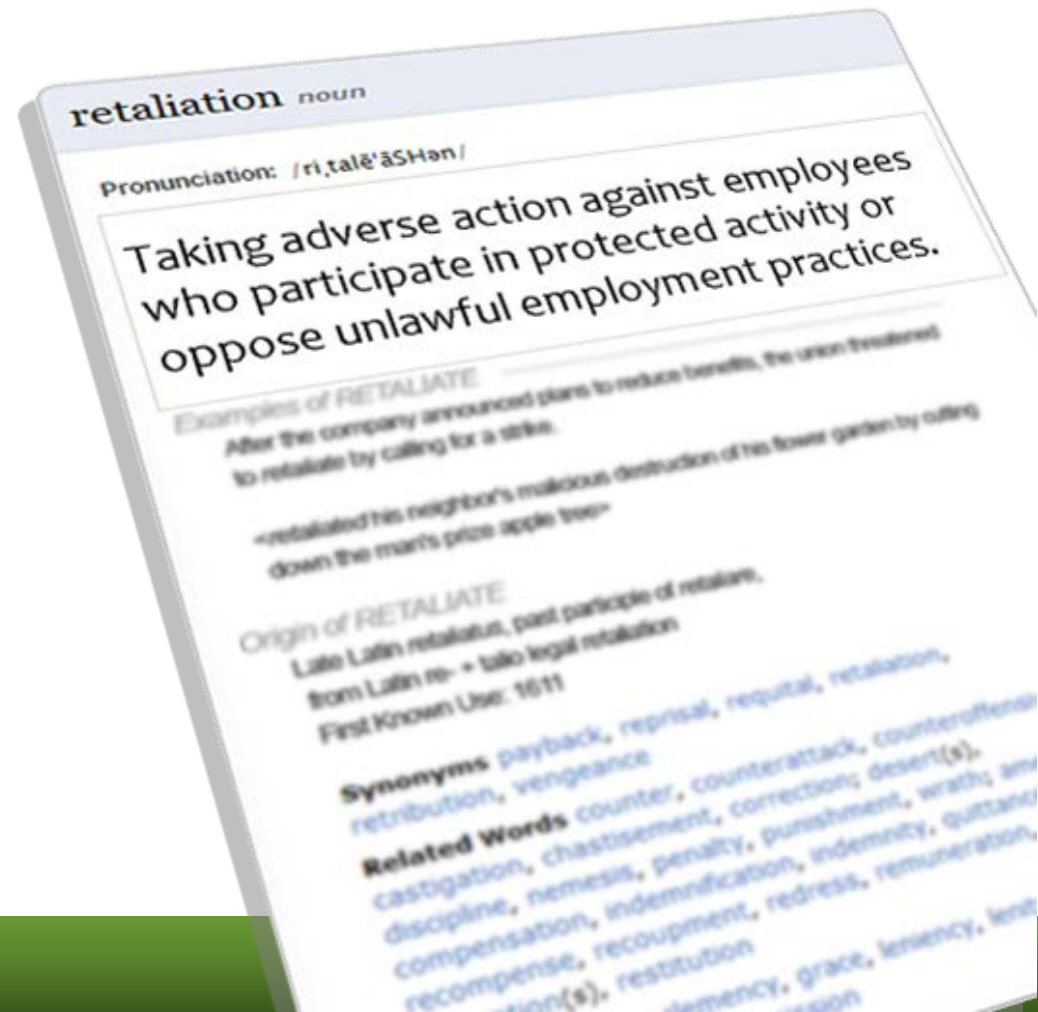 retaliation noun
Pronunciation: /ri͵talē'āSHən/
Taking adverse action against employees
who participate in protected activity or
oppose unlawful employment practices.
Examples of RETALIATE
After the company announced plans to reduce benefits, the union threatened
to retaliate by calling for a strike.
<retaliated his neighbor's malicious destruction of his flower garden by cutting
down the man's prize apple tree>
Origin of RETALIATE
Late Latin retaliatus, past participle of retaliare,
from Latin re- + talio legal retaliation
First Known Use: 1611
Synonyms payback, reprisal, requital, retaliation,
retribution, vengeance
Related Words counter, counterattack,
castigation, chastisement, correction; desert(s),
discipline, nemesis, penalty, punishment, wrath;
compensation, indemnification, indemnity,
recompense, recoupment, redress, remuneration,
restitution
grace, leniency,